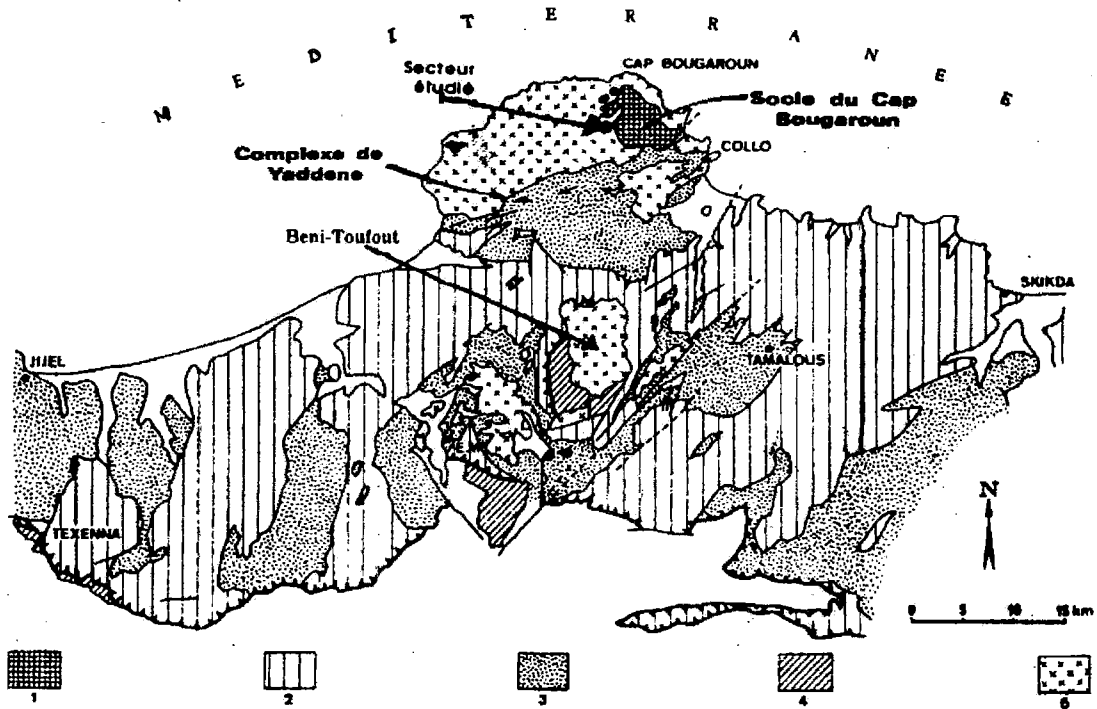 MEDITERRANEE
CAP BOUGAROUN
Secteur
étudié
Socle du Cap
Bougaroun
COLLO
Complexe de
Yaddene
Beni-Toufout
SKIKDA
JIJEL
TAMALOUS
N
TEXENNA
0 5 10 15 km
1 2 3 4 5